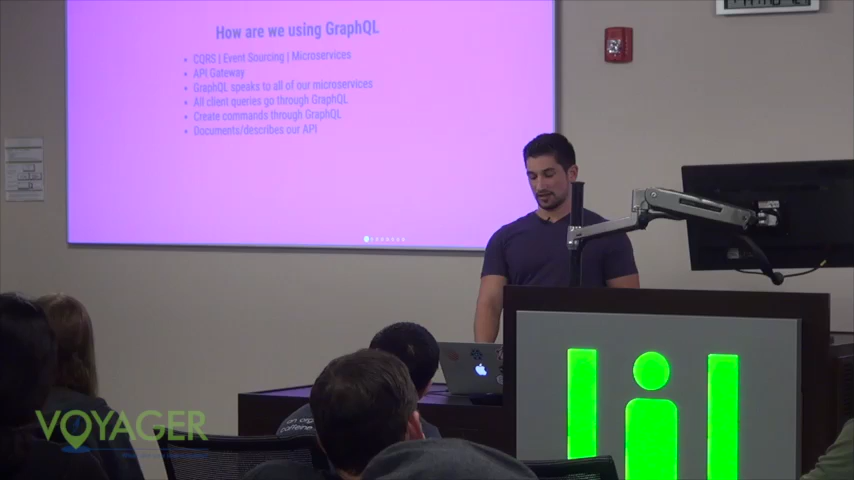 How are we using GraphQL
CQRS | Event Sourcing | Microservices
API Gateway
GraphQL speaks to all of our microservices
All client queries go through GraphQL
Create commands through GraphQL
Documents/describes our API
VOYAGER